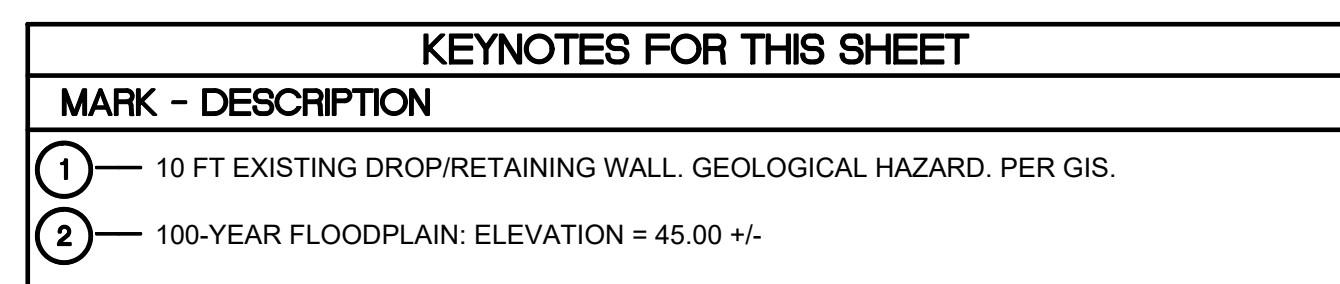 KEYNOTES FOR THIS SHEET
MARK - DESCRIPTION
1 10 FT EXISTING DROP/RETAINING WALL. GEOLOGICAL HAZARD. PER GIS.
2 100-YEAR FLOODPLAIN: ELEVATION = 45.00 +/-